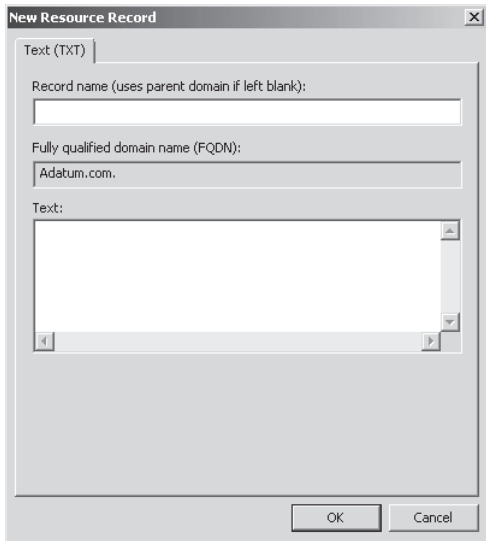 New Resource Record
Text (TXT)
Record name (uses parent domain if left blank):
Fully qualified domain name (FQDN):
Adatum.com.
Text:
OK
Cancel